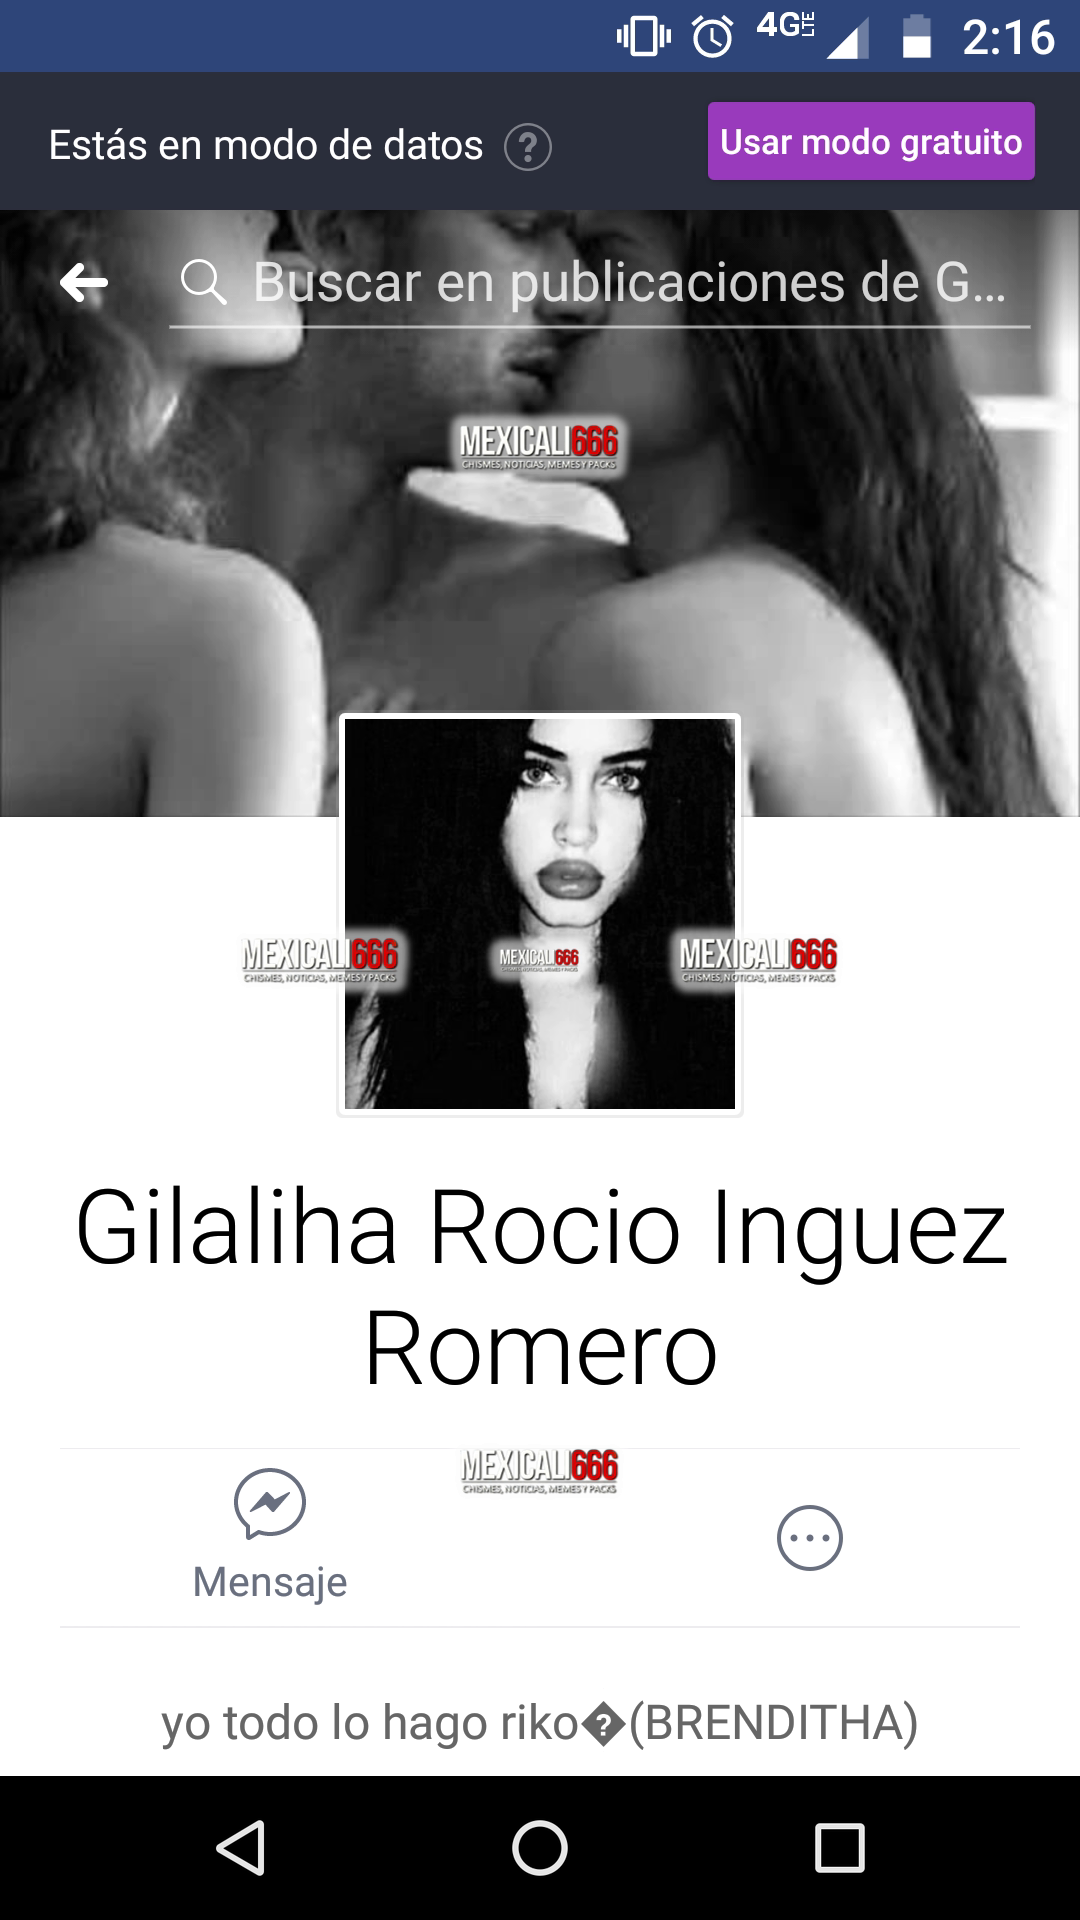 4G LTE 2:16
Estás en modo de datos ? Usar modo gratuito
Buscar en publicaciones de G...
MEXICALI666
CHISMES, NOTICIAS, MEMES Y PACKS
MEXICALI666 MEXICALI666 MEXICALI666
CHISMES, NOTICIAS, MEMES Y PACKS CHISMES, NOTICIAS, MEMES Y PACKS CHISMES, NOTICIAS, MEMES Y PACKS
Gilaliha Rocio Inguez
Romero
MEXICALI666
CHISMES, NOTICIAS, MEMES Y PACKS
Mensaje
yo todo lo hago riko�(BRENDITHA)